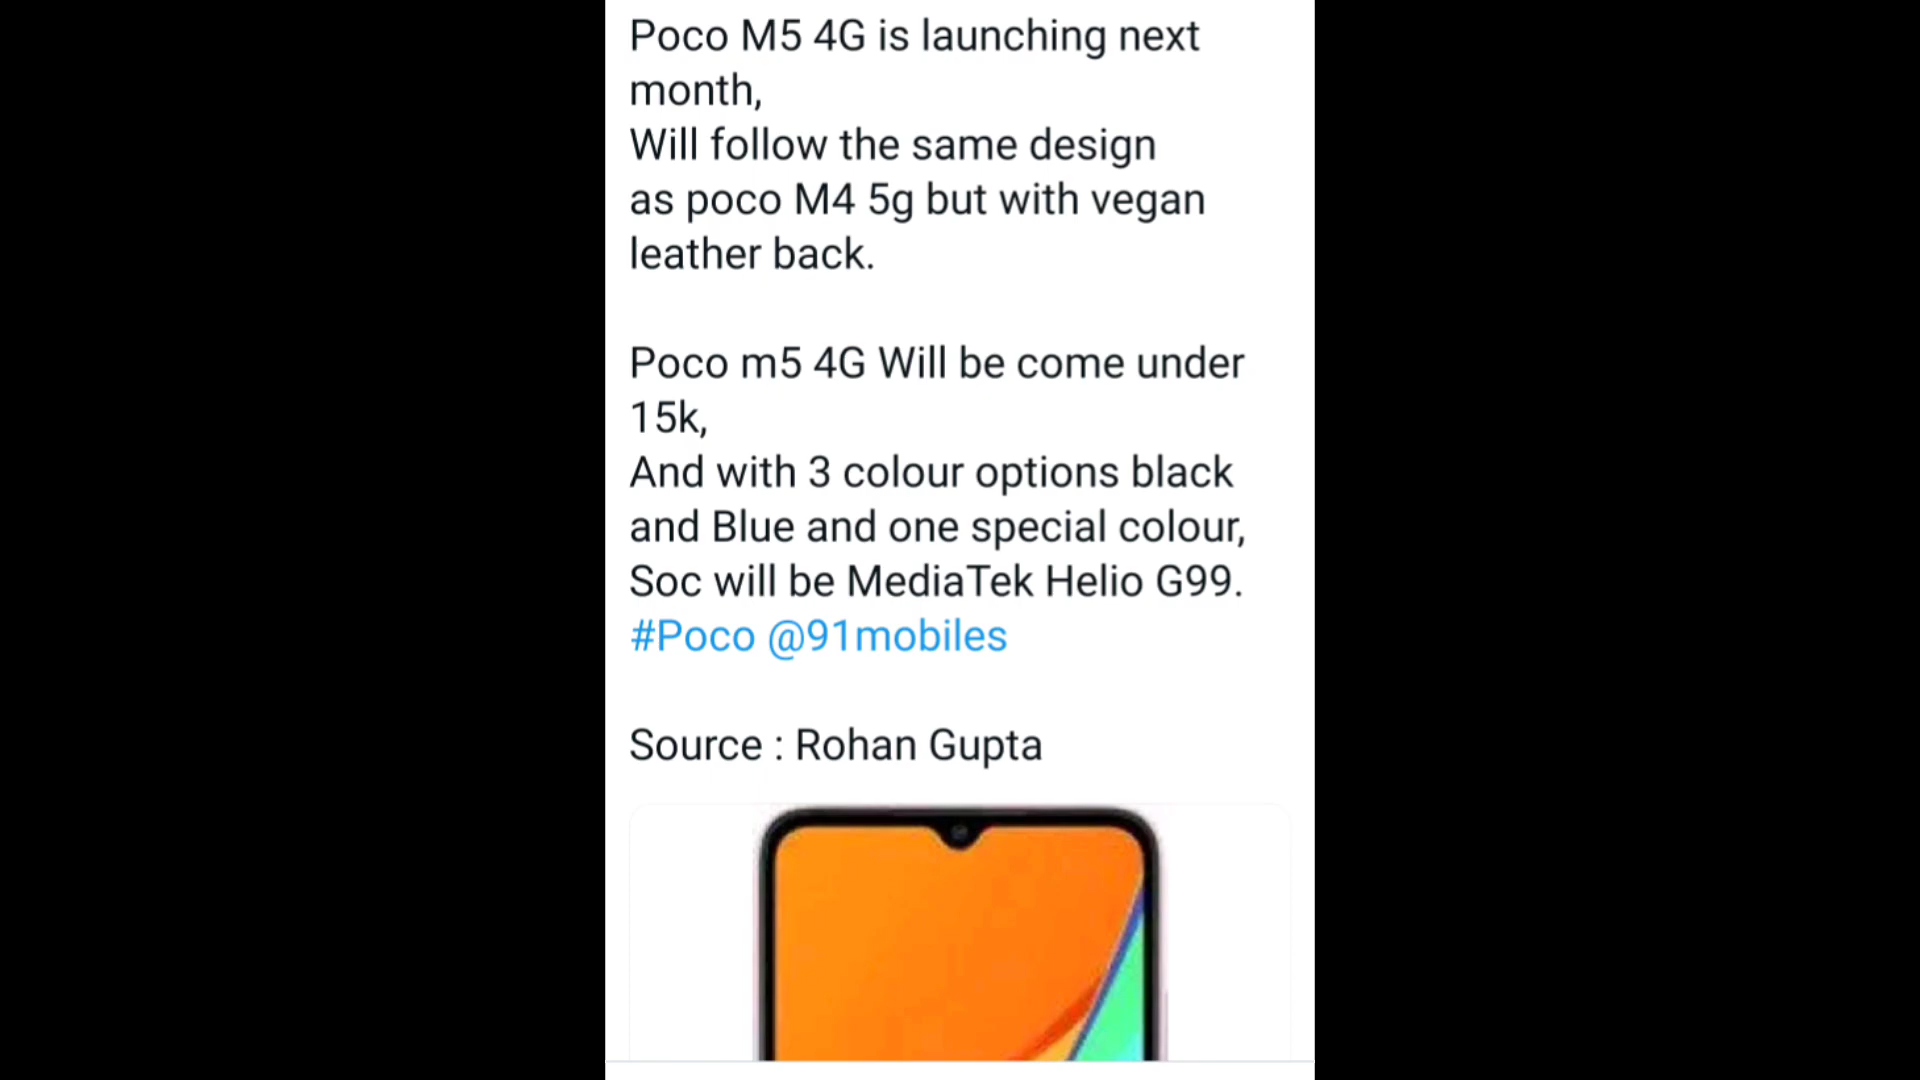 Poco M5 4G is launching next
month,
Will follow the same design
as poco M4 5g but with vegan
leather back.
Poco m5 4G Will be come under
15k,
And with 3 colour options black
and Blue and one special colour,
Soc will be MediaTek Helio G99.
#Poco @91mobiles
Source : Rohan Gupta